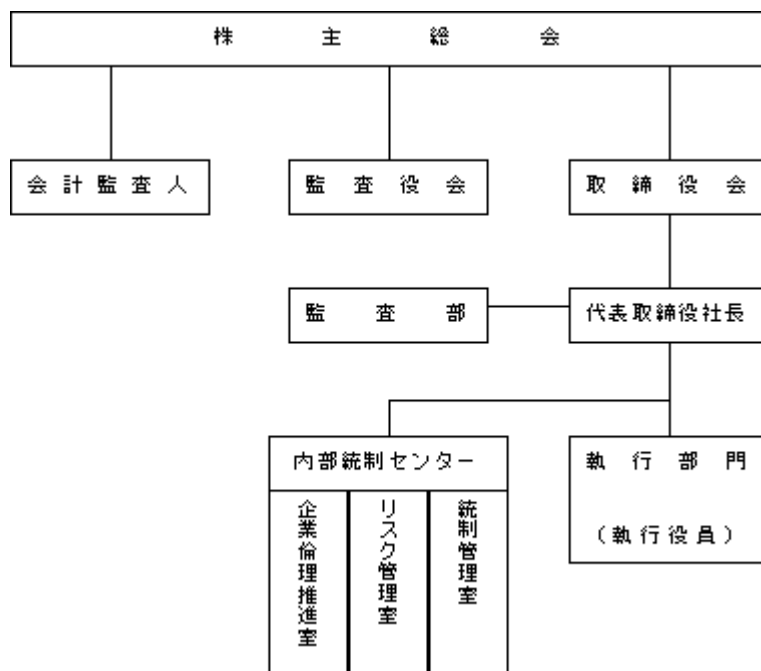 株主総会
会計監査人
監査役会
取締役会
監査部
代表取締役社長
内部統制センター
執行部門
（執行役員）
企業倫理推進室
リスク管理室
統制管理室